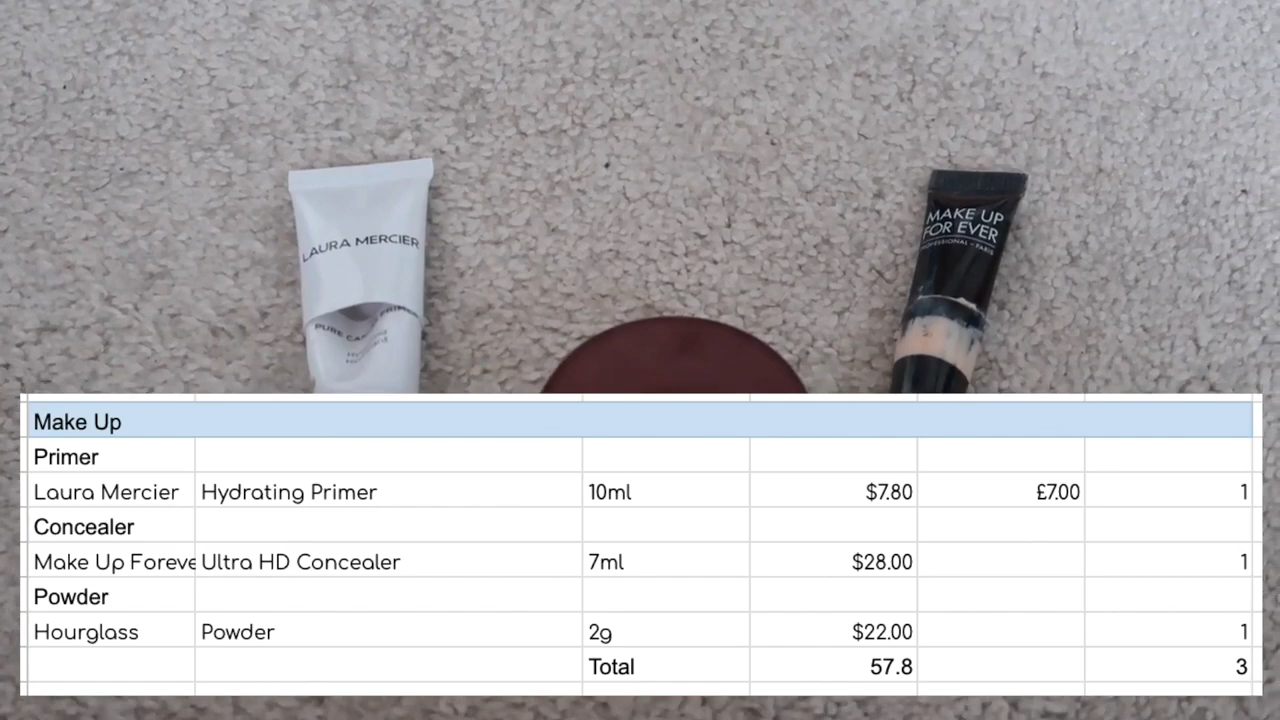 LAURA MERCIER
PURE CANVAS PRIMER
MAKE UP
FOR EVER
PROFESSIONAL - PARIS
Make Up
Primer
Laura Mercier Hydrating Primer 10ml $7.80 £7.00 1
Concealer
Make Up Foreve Ultra HD Concealer 7ml $28.00 1
Powder
Hourglass Powder 2g $22.00 1
Total 57.8 3